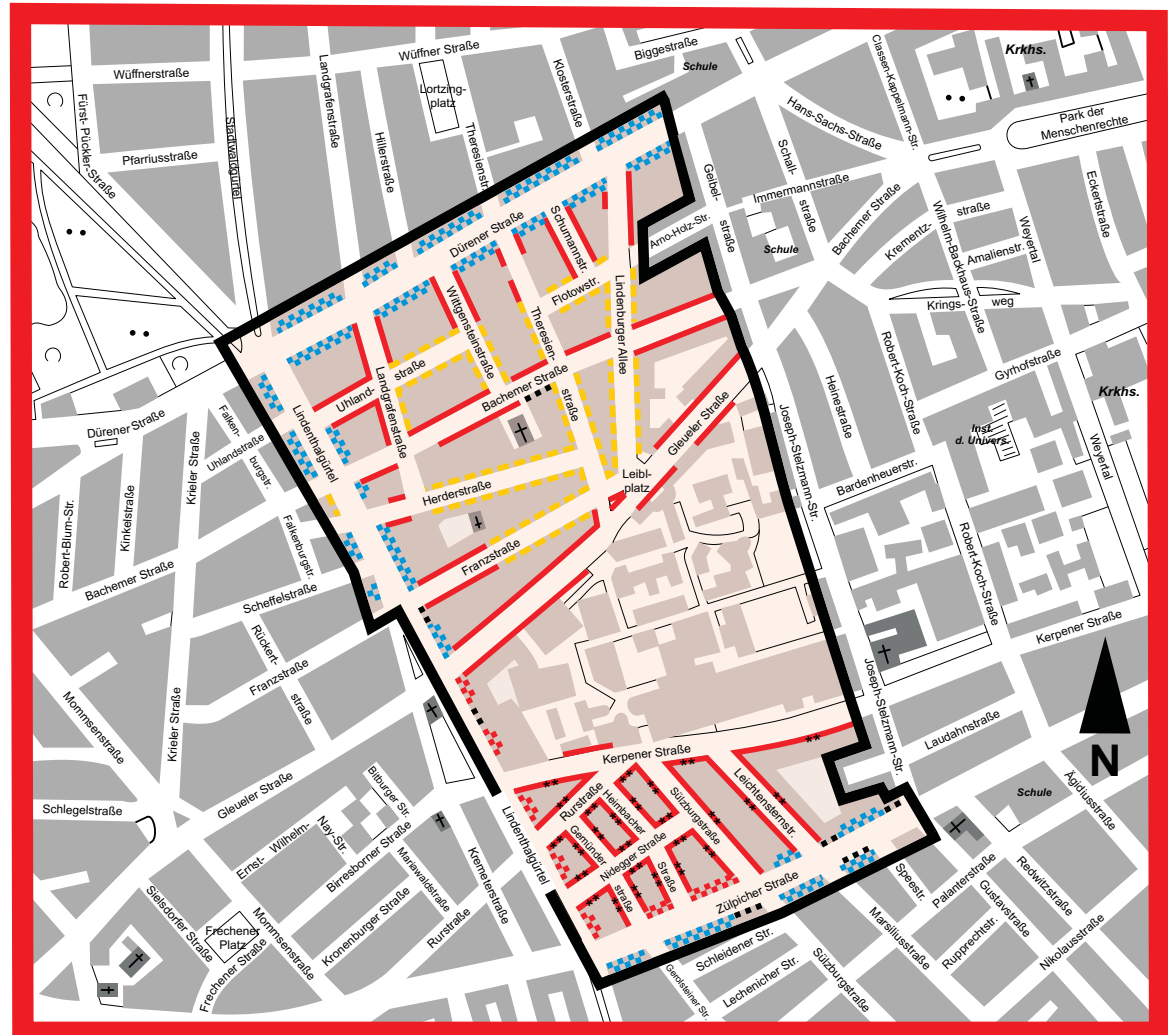 Wüffnerstraße
Wüffner Straße
Biggestraße
Schule
Krkhs.
Fürst- Pückler-Straße
Stadtwaldgürtel
Landgrafenstraße
Hillerstraße
Lortzing-
platz
Theresienstr.
Klosterstraße
Classen-Kappelmann-Str.
Park der
Menschenrechte
Hans-Sachs-Straße
Pfarriusstraße
Geibel-
straße
Schall-
straße
Immermannstraße
Eckertstraße
Dürener Straße
Schumannstr.
Arno-Holz-Str.
Schule
Bachemer Straße
Krementz-
straße
Wilhelm-Backhaus-Straße
Weyertal
Amalienstr.
Krings-
weg
Flotowstr.
Wittgensteinstraße
Theresien-
straße
Lindenburger Allee
Uhland-
straße
Landgrafenstraße
Bachemer Straße
Gleueler Straße
Robert-Koch-Straße
Gyrhofstraße
Krkhs.
Heinestraße
Inst.
d. Univers.
Weyertal
Dürener Straße
Falken-
burgstr.
Uhlandstraße
Lindenthalgürtel
Krieler Straße
Kinkelstraße
Robert-Blum-Str.
Falkenburgstr.
Herderstraße
Leibl-
platz
Joseph-Stelzmann-Str.
Bardenheuerstr.
Robert-Koch-Straße
Franzstraße
Bachemer Straße
Scheffelstraße
Rückert-
straße
Franzstraße
Krieler Straße
Mommsenstraße
Kerpener Straße
Joseph-Stelzmann-Str.
Laudahnstraße
N
Kerpener Straße
**
**
**
**
Leichtensternstr.
**
Rurstraße
Heimbacher
Straße
Sülzburgstraße
Gemünder
straße
Nidegger Straße
Zülpicher Straße
Lindenthalgürtel
Schlegelstraße
Gleueler Straße
Bitburger Str.
Ernst-
Wilhelm-
Nay-Str.
Birresborner Straße
Mariawaldstraße
Kremeterstraße
Kronenburger Straße
Rurstraße
Sielsdorfer Straße
Frechener
Platz
Frechener Straße
Mommsenstraße
Schule
Ägidiusstraße
Speestr.
Palanterstraße
Redwitzstraße
Gustavstraße
Marsiliusstraße
Rupprechtstr.
Nikolausstraße
Schleidener Str.
Gerolsteiner Str.
Lechenicher Str.
Sülzburgstraße